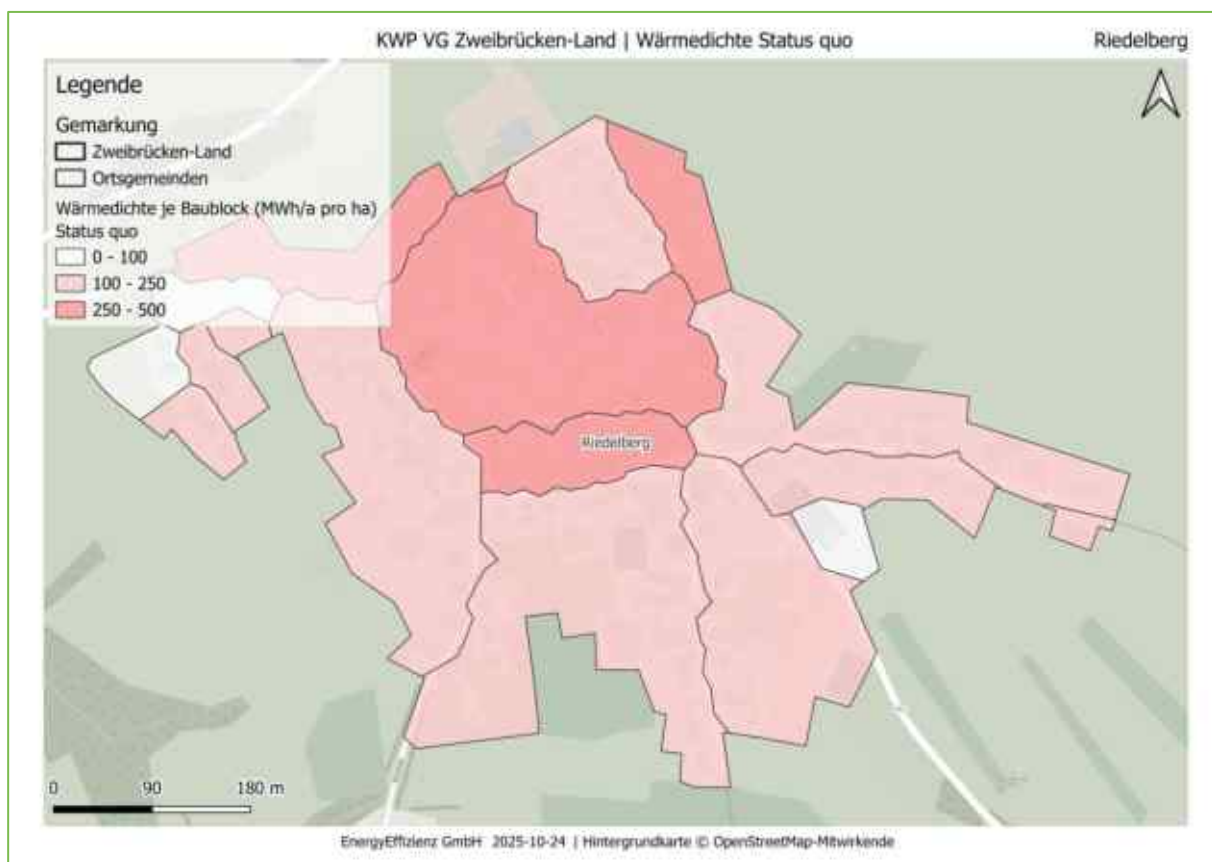 KWP VG Zweibrücken-Land | Wärmedichte Status quo
Riedelberg
Legende
Gemarkung
Zweibrücken-Land
Ortsgemeinden
Wärmedichte je Baublock (MWh/a pro ha)
Status quo
0 - 100
100 - 250
250 - 500
Riedelberg
0 90 180 m
EnergyEffizienz GmbH 2025-10-24 | Hintergrundkarte © OpenStreetMap-Mitwirkende